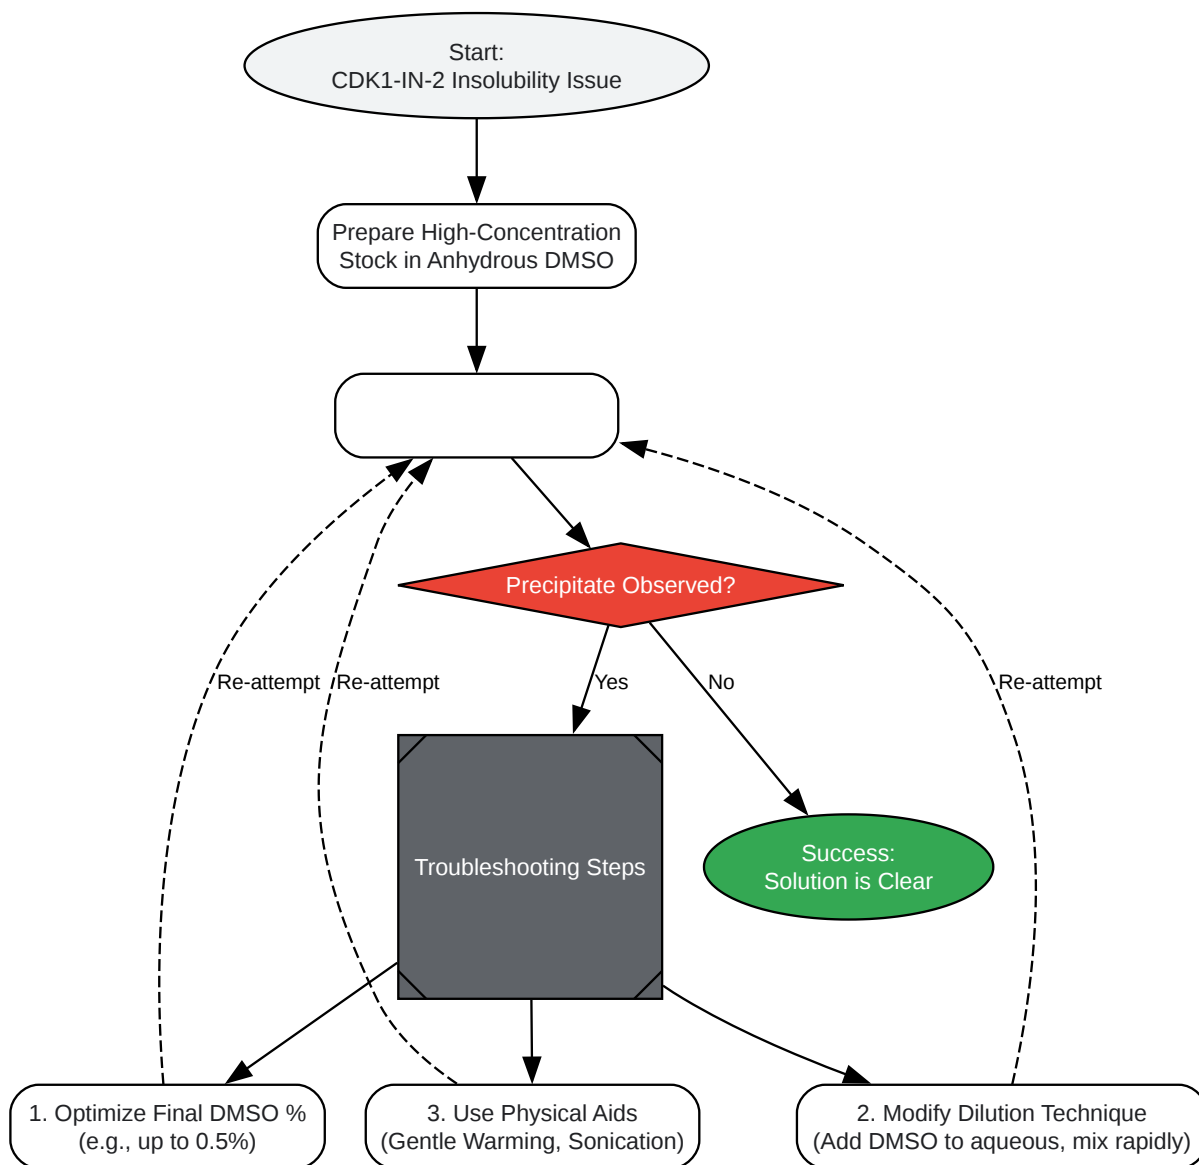 Start:
CDK1-IN-2 Insolubility Issue
Prepare High-Concentration
Stock in Anhydrous DMSO
Precipitate Observed?
Re-attempt
Re-attempt
Yes
No
Re-attempt
Troubleshooting Steps
Success:
Solution is Clear
1. Optimize Final DMSO %
(e.g., up to 0.5%)
3. Use Physical Aids
(Gentle Warming, Sonication)
2. Modify Dilution Technique
(Add DMSO to aqueous, mix rapidly)